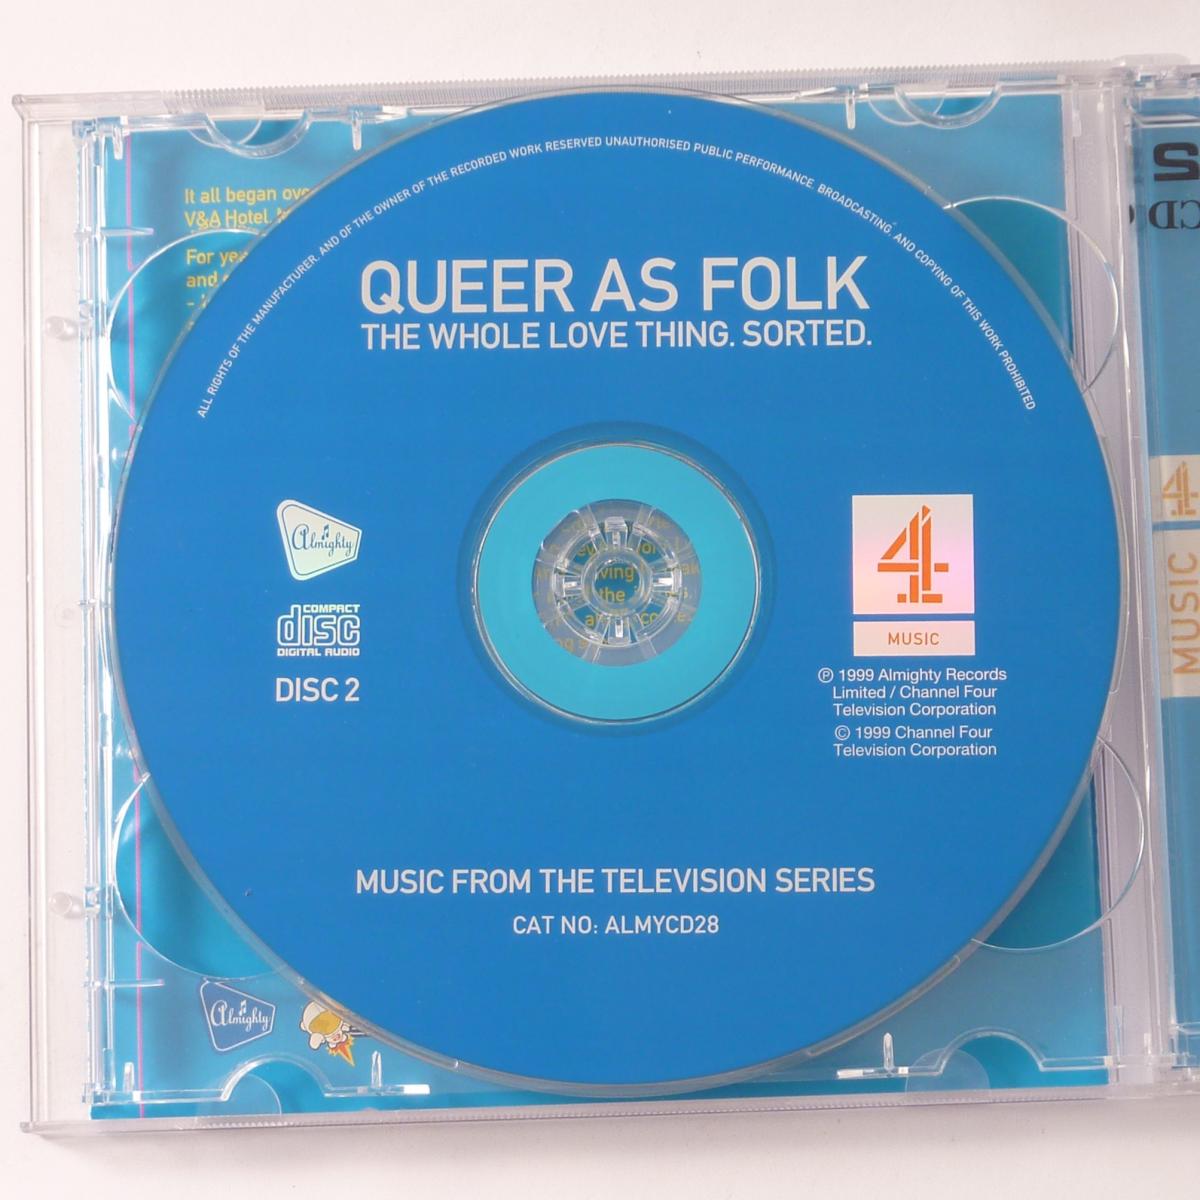 ALL RIGHTS OF THE MANUFACTURER. AND OF THE OWNER OF THE RECORDED WORK RESERVED UNAUTHORISED PUBLIC PERFORMANCE. BROADCASTING. AND COPYING OF THIS WORK PROHIBITED
It all began
V&A Hotel.
For
and
QUEER AS FOLK
THE WHOLE LOVE THING. SORTED.
Almighty
COMPACT
disc
DIGITAL AUDIO
DISC 2
4
MUSIC
℗ 1999 Almighty Records
Limited / Channel Four
Television Corporation
© 1999 Channel Four
Television Corporation
the
MUSIC FROM THE TELEVISION SERIES
CAT NO: ALMYCD28
Almighty
2
CD
4
MUSIC